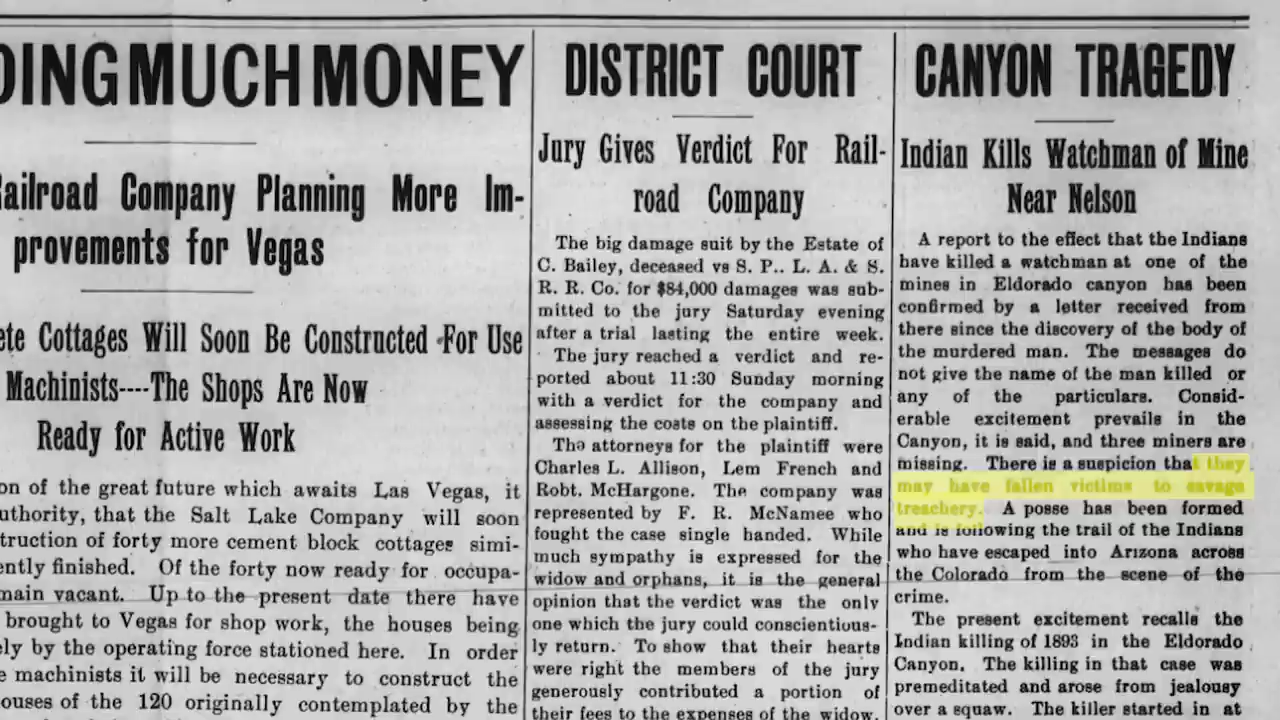 DING MUCH MONEY
Railroad Company Planning More Im-
provements for Vegas
ete Cottages Will Soon Be Constructed For Use
Machinists----The Shops Are Now
Ready for Active Work
on of the great future which awaits Las Vegas, it
uthority, that the Salt Lake Company will soon
truction of forty more cement block cottages simi-
ently finished. Of the forty now ready for occupa-
main vacant. Up to the present date there have
brought to Vegas for shop work, the houses being
ely by the operating force stationed here. In order
e machinists it will be necessary to construct the
ouses of the 120 originally contemplated by the
DISTRICT COURT
Jury Gives Verdict For Rail-
road Company
The big damage suit by the Estate of
C. Bailey, deceased vs S. P.. L. A. & S.
R. R. Co. for $84,000 damages was sub-
mitted to the jury Saturday evening
after a trial lasting the entire week.
The jury reached a verdict and re-
ported about 11:30 Sunday morning
with a verdict for the company and
assessing the costs on the plaintiff.
The attorneys for the plaintiff were
Charles L. Allison, Lem French and
Robt. McHargone. The company was
represented by F. R. McNamee who
fought the case single handed. While
much sympathy is expressed for the
widow and orphans, it is the general
opinion that the verdict was the only
one which the jury could conscientious-
ly return. To show that their hearts
were right the members of the jury
generously contributed a portion of
their fees to the expenses of the widow.
CANYON TRAGEDY
Indian Kills Watchman of Mine
Near Nelson
A report to the effect that the Indians
have killed a watchman at one of the
mines in Eldorado canyon has been
confirmed by a letter received from
there since the discovery of the body of
the murdered man. The messages do
not give the name of the man killed or
any of the particulars. Consid-
erable excitement prevails in the
Canyon, it is said, and three miners are
missing. There is a suspicion that they
may have fallen victims to savage
treachery. A posse has been formed
and is following the trail of the Indians
who have escaped into Arizona across
the Colorado from the scene of the
crime.
The present excitement recalls the
Indian killing of 1893 in the Eldorado
Canyon. The killing in that case was
premeditated and arose from jealousy
over a squaw. The killer started in at